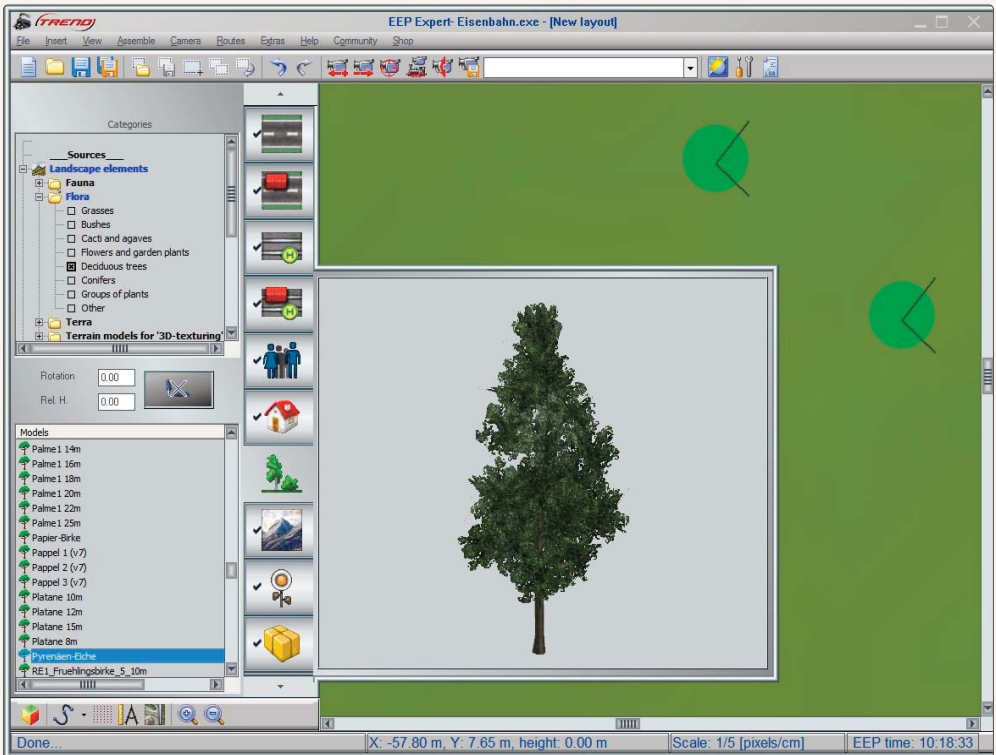 TREND
EEP Expert- Eisenbahn.exe - [New layout]
File Insert View Assemble Camera Routes Extras Help Community Shop
Categories
___Sources___
Landscape elements
Fauna
Flora
Grasses
Bushes
Cacti and agaves
Flowers and garden plants
Deciduous trees
Conifers
Groups of plants
Other
Terra
Terrain models for '3D-texturing'
Rotation 0.00
Rel. H. 0.00
Models
Palme1 14m
Palme1 16m
Palme1 18m
Palme1 20m
Palme1 22m
Palme1 25m
Papier-Birke
Pappel 1 (v7)
Pappel 2 (v7)
Pappel 3 (v7)
Platane 10m
Platane 12m
Platane 15m
Platane 8m
Pyrenäen-Eiche
RE1_Fruehlingsbirke_5_10m
H
H
A
Done... X: -57.80 m, Y: 7.65 m, height: 0.00 m Scale: 1/5 [pixels/cm] EEP time: 10:18:33